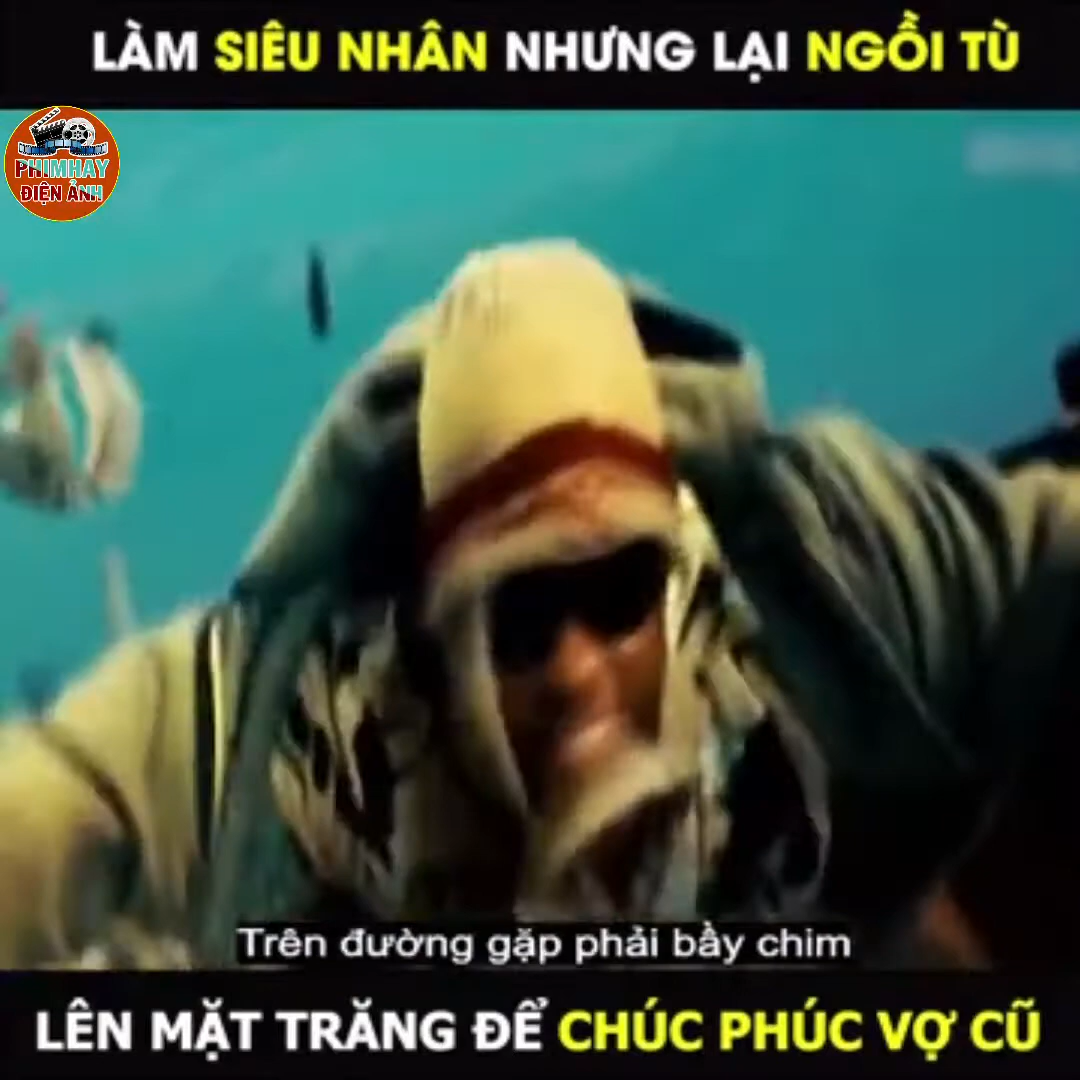 LÀM SIÊU NHÂN NHƯNG LẠI NGỒI TÙ
PHIMHAY
ĐIỆN ẢNH
Trên đường gặp phải bầy chim
LÊN MẶT TRĂNG ĐỂ CHÚC PHÚC VỢ CŨ